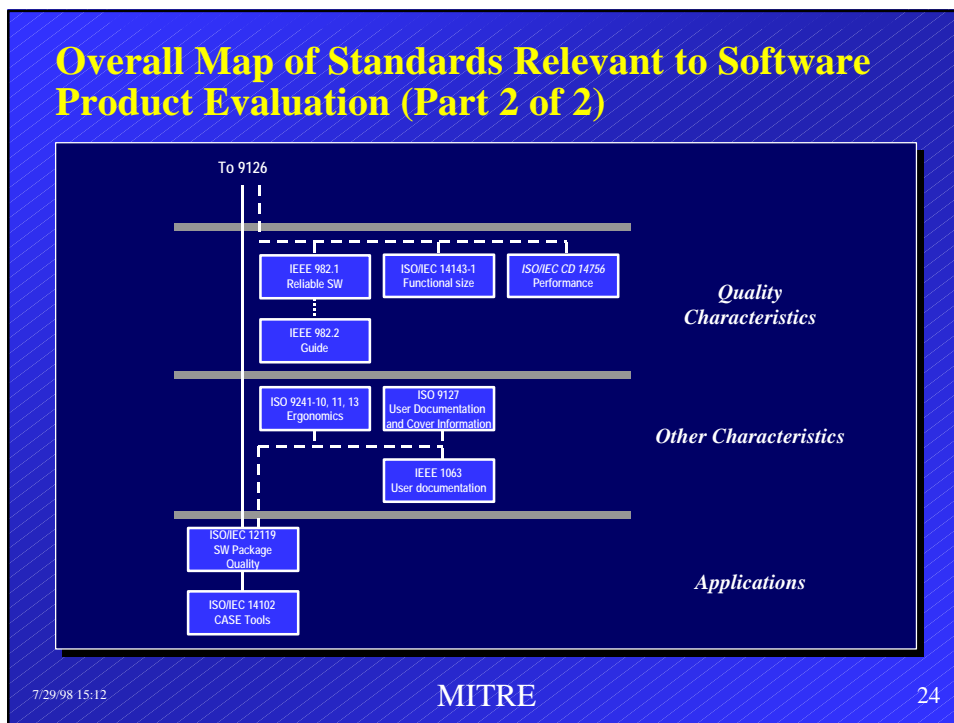 Overall Map of Standards Relevant to Software
Product Evaluation (Part 2 of 2)
To 9126
IEEE 982.1
Reliable SW
ISO/IEC 14143-1
Functional size
ISO/IEC CD 14756
Performance
IEEE 982.2
Guide
Quality
Characteristics
ISO 9241-10, 11, 13
Ergonomics
ISO 9127
User Documentation
and Cover Information
IEEE 1063
User documentation
Other Characteristics
ISO/IEC 12119
SW Package
Quality
ISO/IEC 14102
CASE Tools
Applications
7/29/98 15:12
MITRE
24